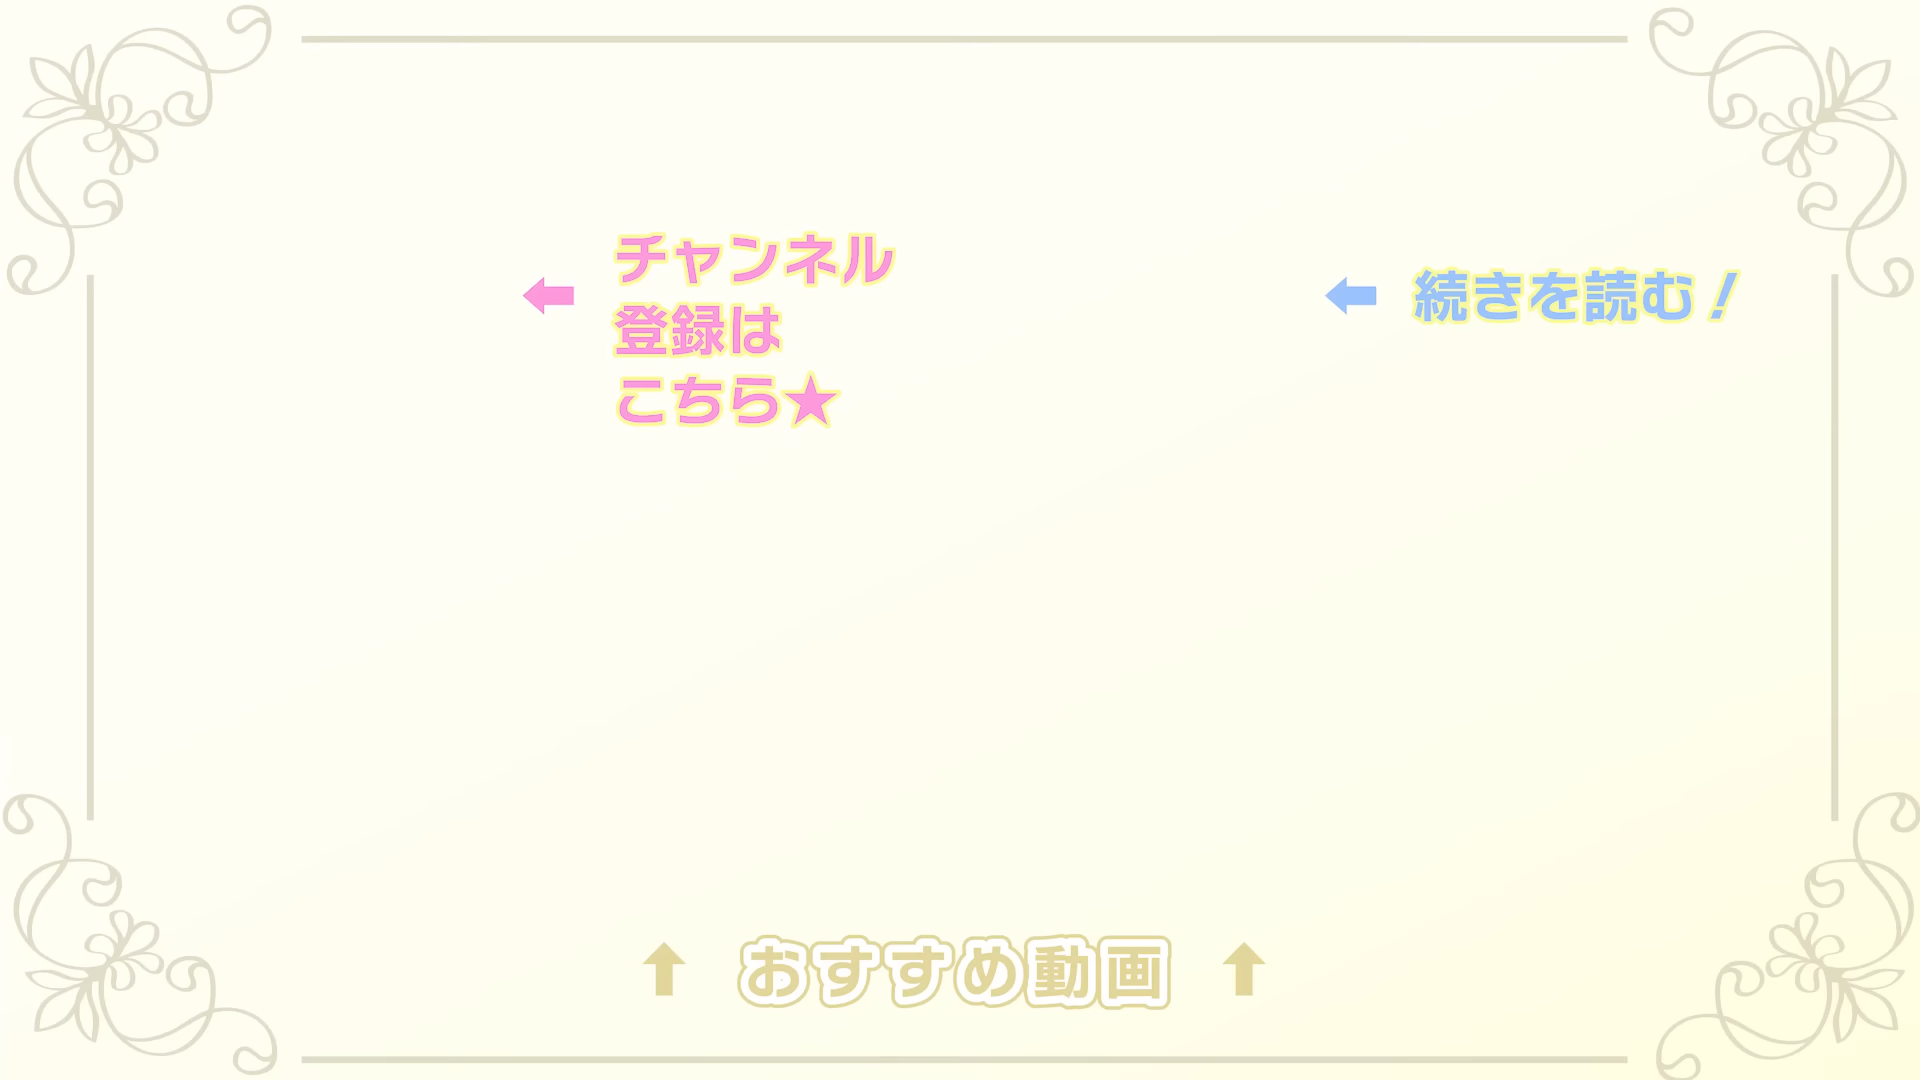 チャンネル
登録は
こちら★
続きを読む！
おすすめ動画